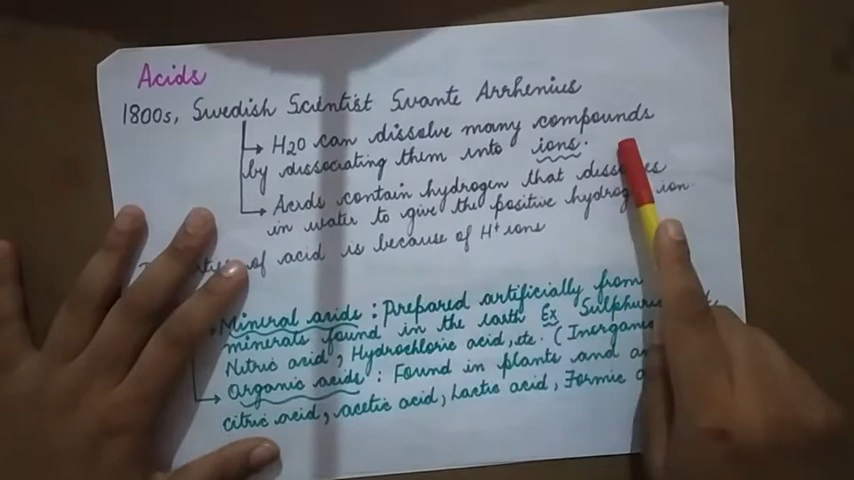 Acids
1800s, Swedish Scientist Svante Arrhenius
H2O can dissolve many compounds
by dissociating them into ions.
Acids contain hydrogen that
in water to give the positive hydrogen ion.
of acid is because of H+ ions
Mineral acids : Prepared artificially from
minerals found in the earth Ex
Nitric acid, Hydrochloric acid, etc.
Organic acids : Found in plants and
citric acid, acetic acid, Lactic acid, Formic